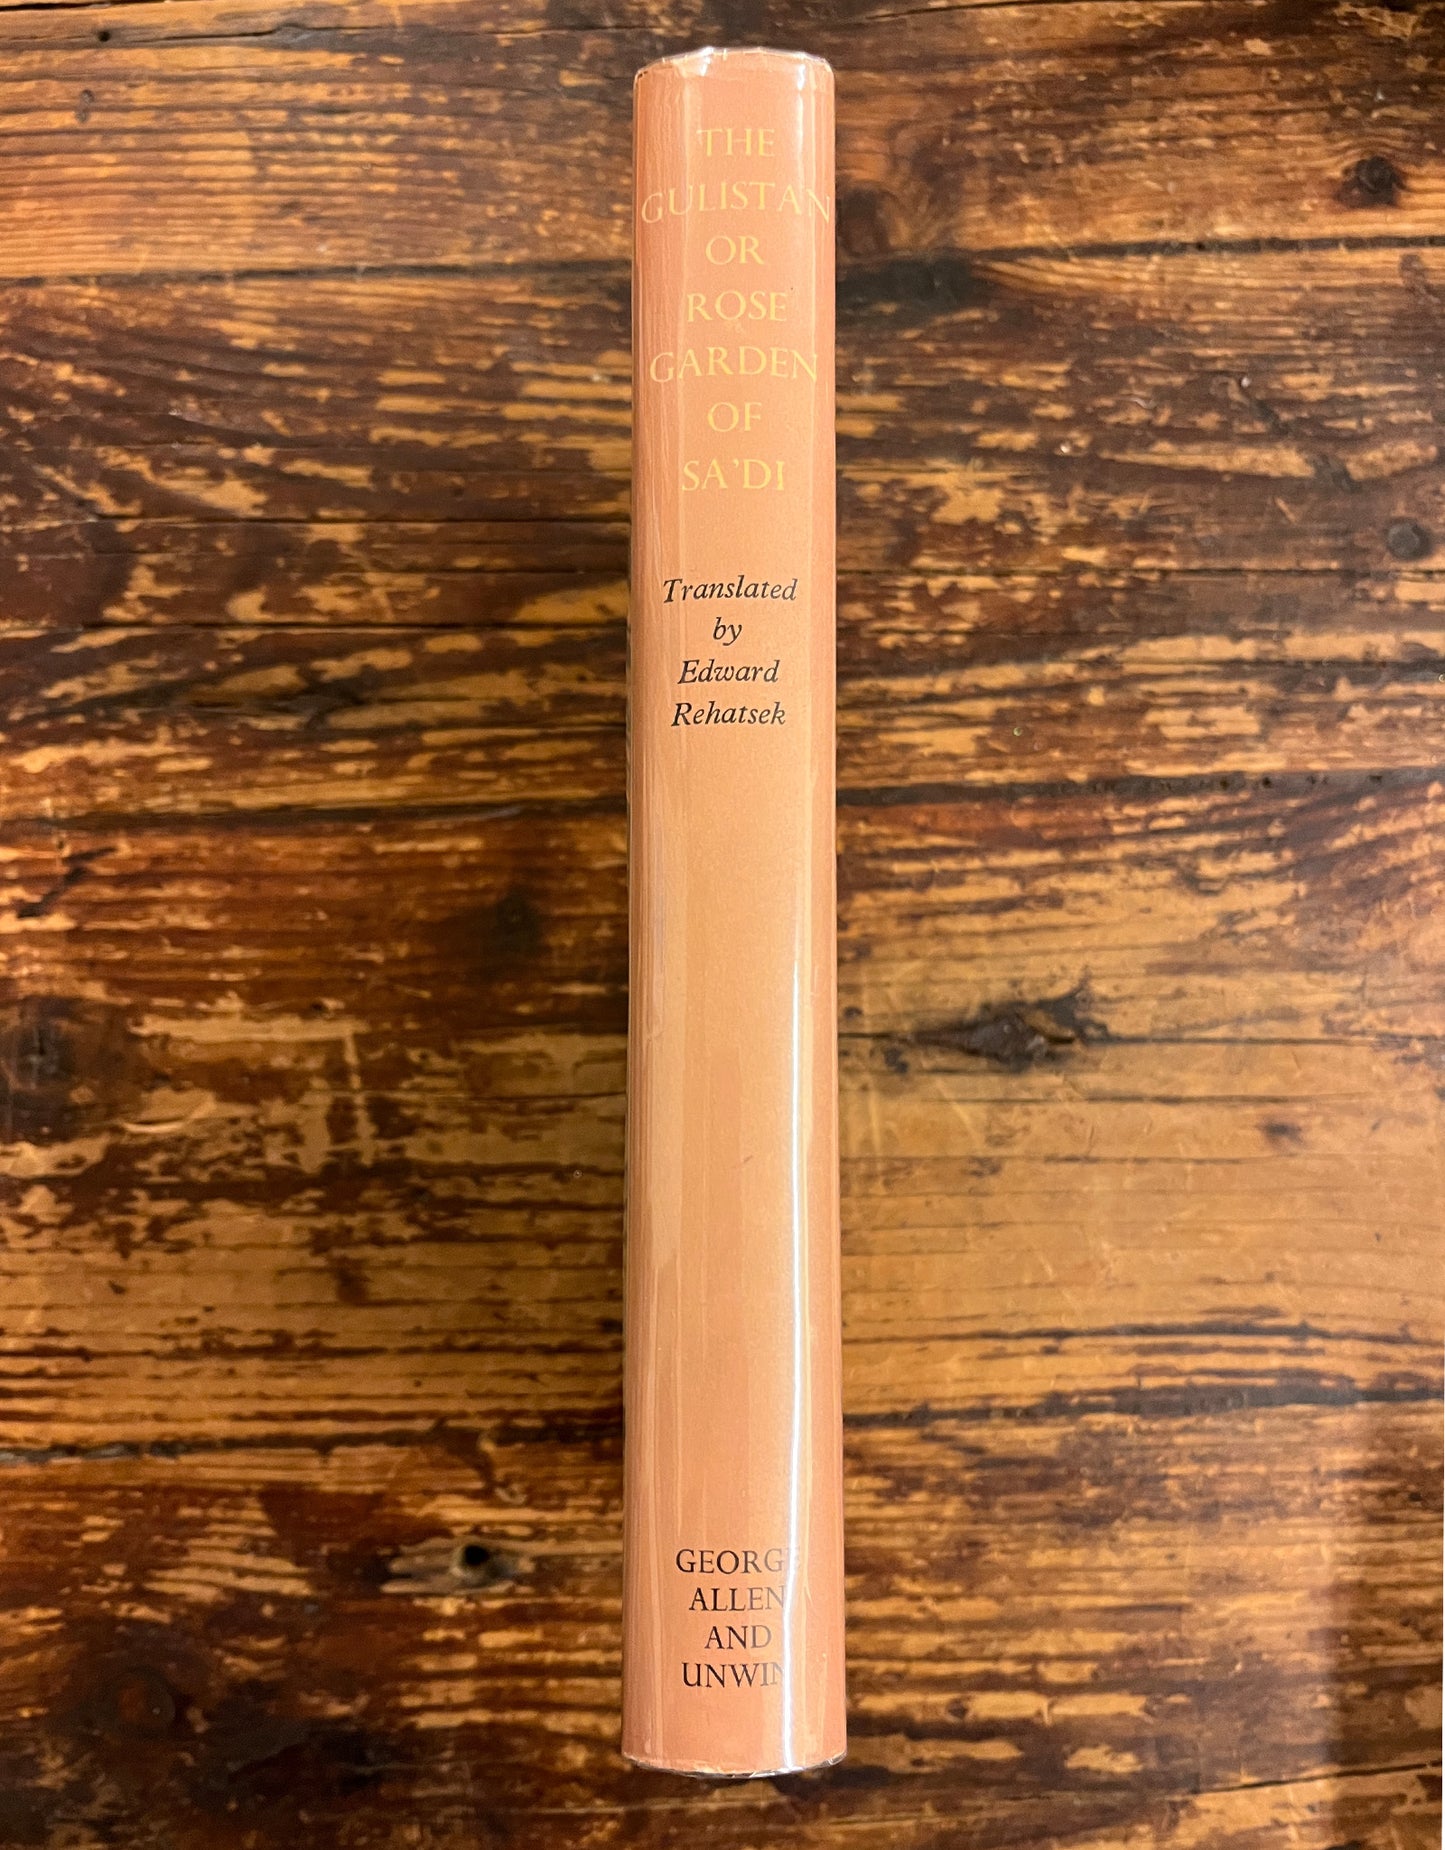 THE
GULISTAN
OR
ROSE
GARDEN
OF
SA'DI
Translated
by
Edward
Rehatsek
GEORGE
ALLEN
AND
UNWIN